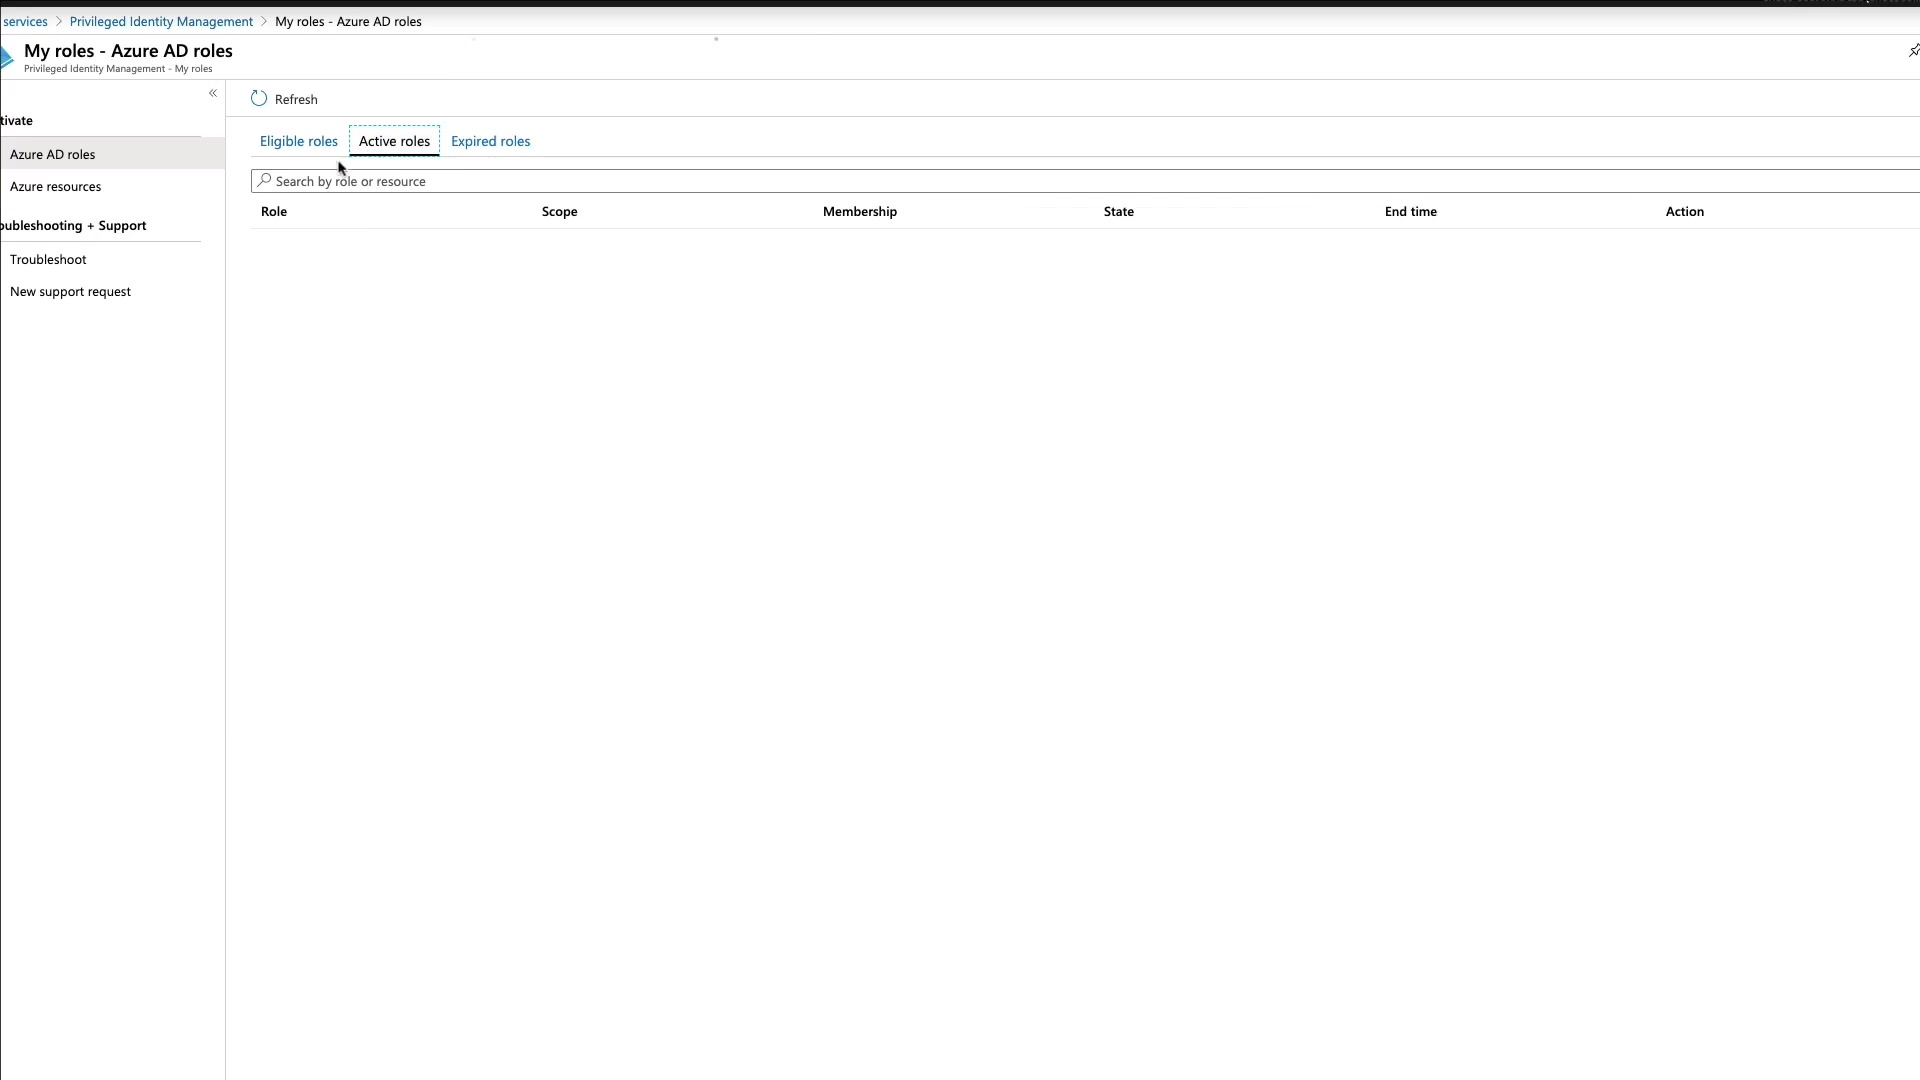 services > Privileged Identity Management > My roles - Azure AD roles
My roles - Azure AD roles
Privileged Identity Management - My roles
«
Refresh
tivate
Eligible roles Active roles Expired roles
Azure AD roles
Search by role or resource
Azure resources
Role Scope Membership State End time Action
oubleshooting + Support
Troubleshoot
New support request